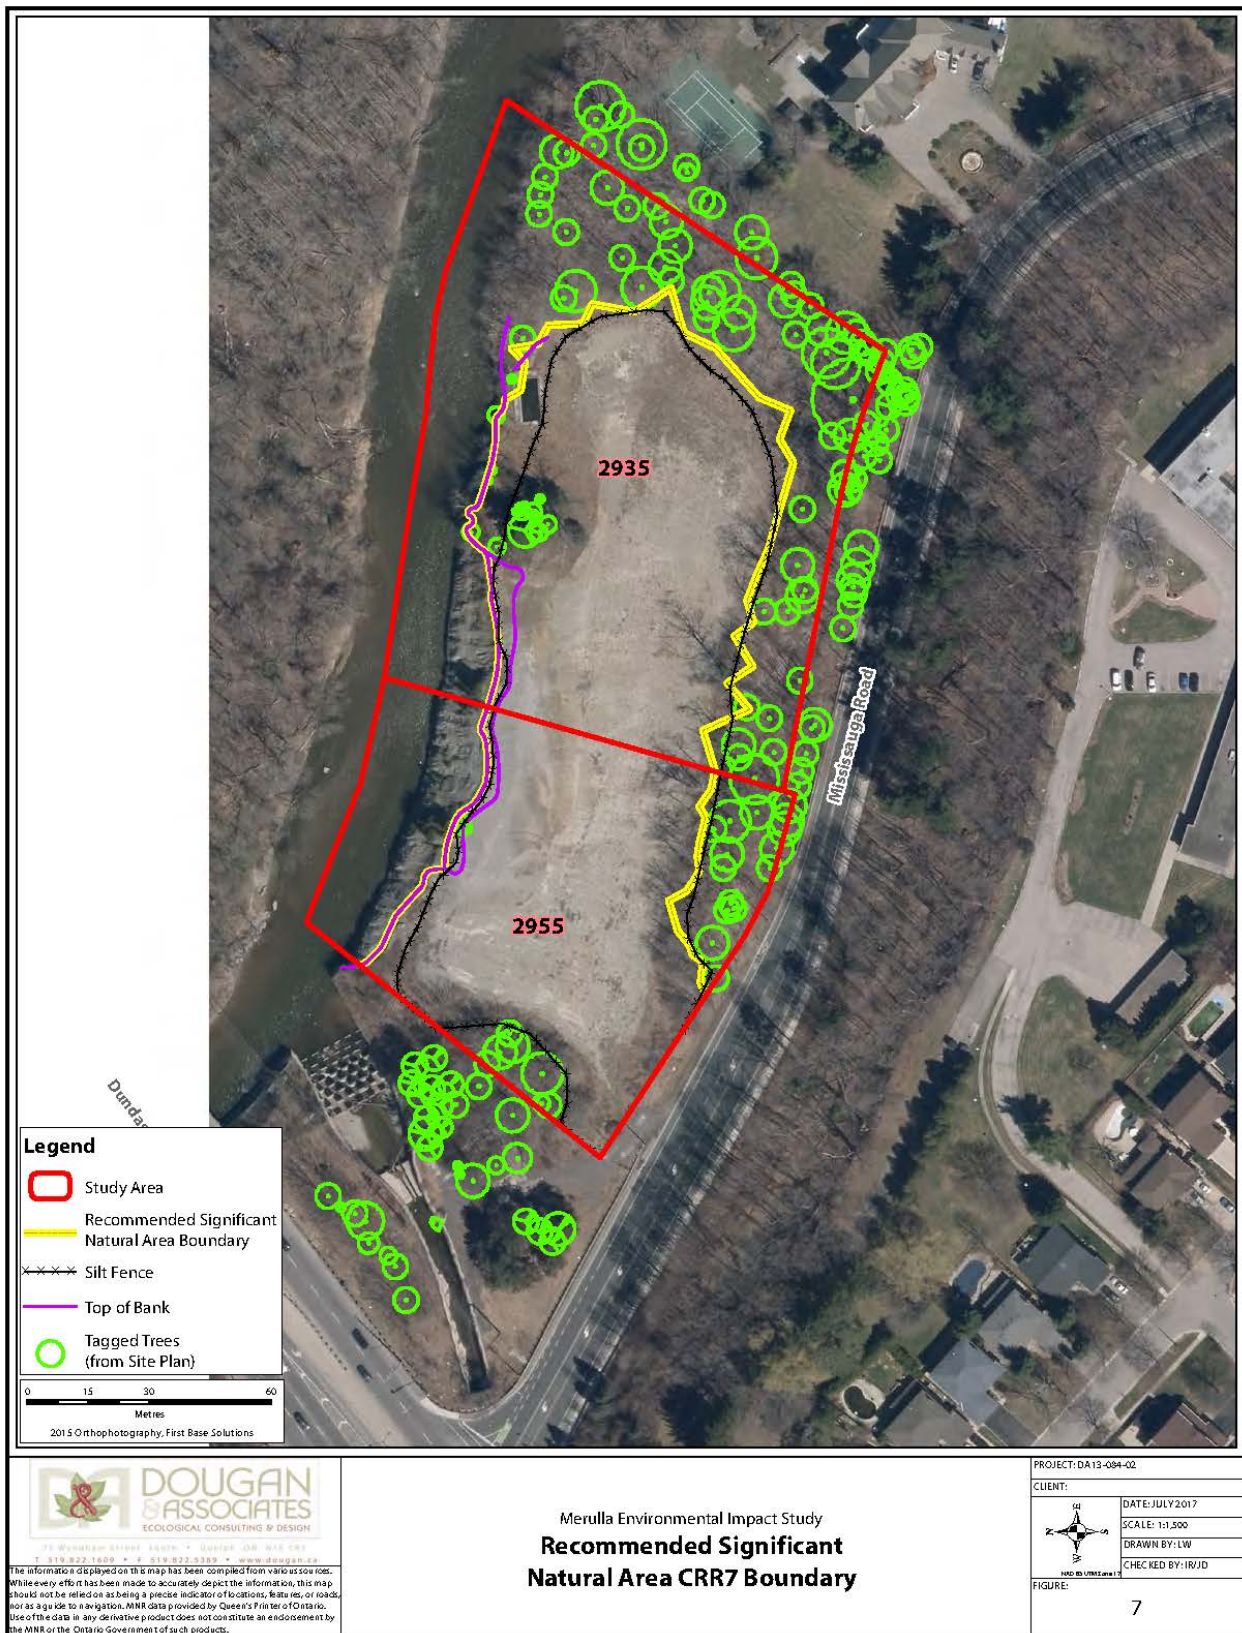 2935
Mississauga Road
2955
Legend
Study Area
Recommended Significant
Natural Area Boundary
Silt Fence
Top of Bank
Tagged Trees
(from Site Plan)
0 15 30 60
Metres
2015 Orthophotography, First Base Solutions
DOUGAN
& ASSOCIATES
ECOLOGICAL CONSULTING & DESIGN
T 519.822.1609 • F 519.822.5389 • www.dougan.ca
The information displayed on this map has been compiled from various sources.
While every effort has been made to accurately depict the information, this map
should not be relied on as being a precise indicator of locations, features, or roads,
nor as a guide to navigation. MNR data provided by Queen's Printer of Ontario.
Use of the data in any derivative product does not constitute an endorsement by
the MNR or the Ontario Government of such products.
Merulla Environmental Impact Study
Recommended Significant
Natural Area CRR7 Boundary
PROJECT: DA13-084-02
CLIENT:
N E S W
NAD 83 UTM Zone 17
DATE: JULY 2017
SCALE: 1:1,500
DRAWN BY: LW
CHECKED BY: IR/JD
FIGURE:
7